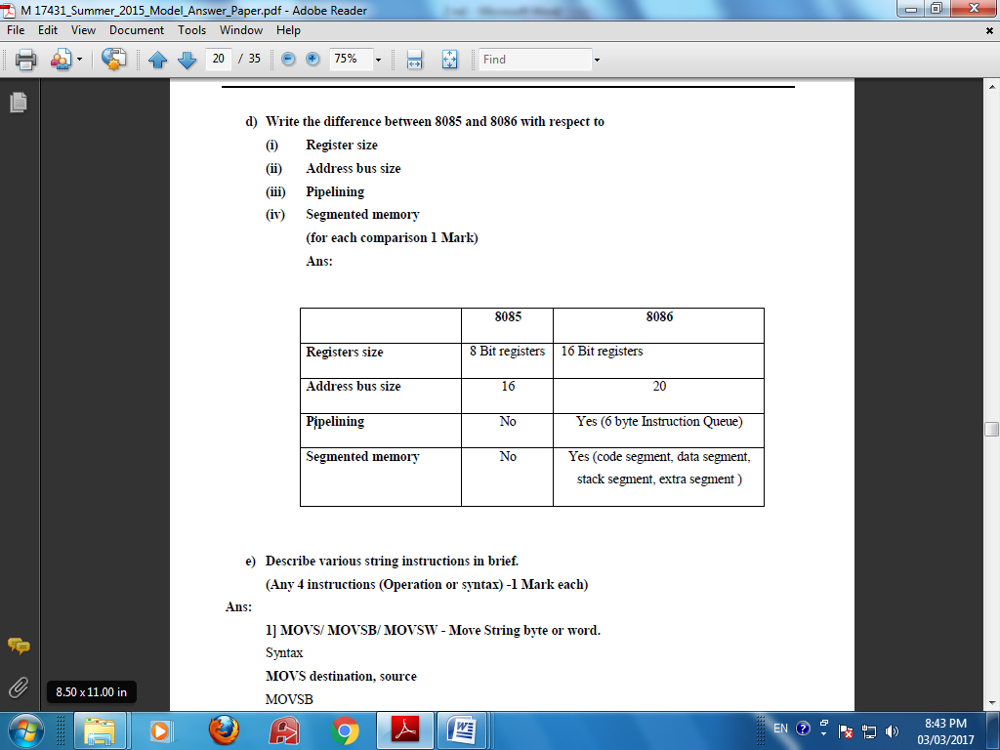 M 17431_Summer_2015_Model_Answer_Paper.pdf - Adobe Reader
File Edit View Document Tools Window Help
20 / 35 75% Find
d) Write the difference between 8085 and 8086 with respect to
(i) Register size
(ii) Address bus size
(iii) Pipelining
(iv) Segmented memory
(for each comparison 1 Mark)
Ans:
8085 8086
Registers size 8 Bit registers 16 Bit registers
Address bus size 16 20
Pipelining No Yes (6 byte Instruction Queue)
Segmented memory No Yes (code segment, data segment,
stack segment, extra segment )
e) Describe various string instructions in brief.
(Any 4 instructions (Operation or syntax) -1 Mark each)
Ans:
1] MOVS/ MOVSB/ MOVSW - Move String byte or word.
Syntax
MOVS destination, source
MOVSB
8.50 x 11.00 in
EN 8:43 PM
03/03/2017